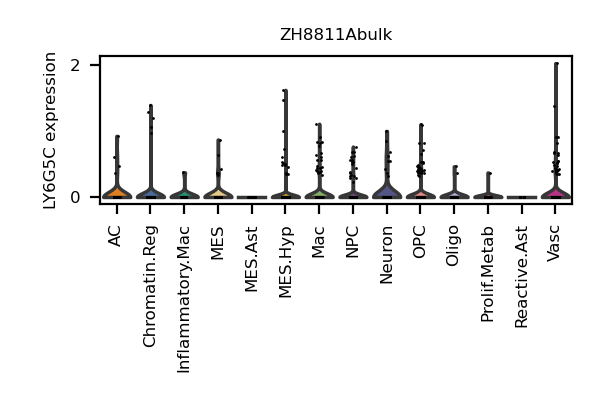 ZH8811Abulk
LY6G5C expression
2
0
AC
Chromatin.Reg
Inflammatory.Mac
MES
MES.Ast
MES.Hyp
Mac
NPC
Neuron
OPC
Oligo
Prolif.Metab
Reactive.Ast
Vasc